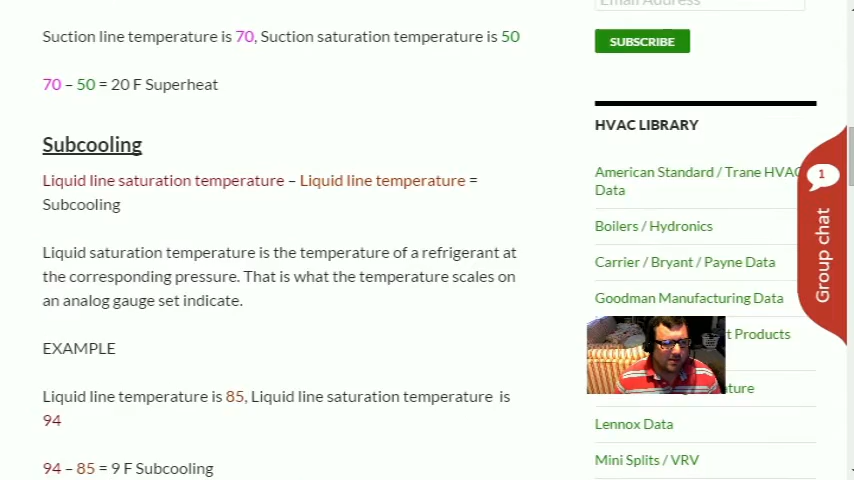 Email Address
Suction line temperature is 70, Suction saturation temperature is 50
SUBSCRIBE
70 – 50 = 20 F Superheat
HVAC LIBRARY
Subcooling
Liquid line saturation temperature – Liquid line temperature =
Subcooling
Liquid saturation temperature is the temperature of a refrigerant at
the corresponding pressure. That is what the temperature scales on
an analog gauge set indicate.
EXAMPLE
Liquid line temperature is 85, Liquid line saturation temperature is
94
94 – 85 = 9 F Subcooling
American Standard / Trane HVAC
Data
Boilers / Hydronics
Carrier / Bryant / Payne Data
Goodman Manufacturing Data
Products
Lennox Data
Mini Splits / VRV
1
Group chat